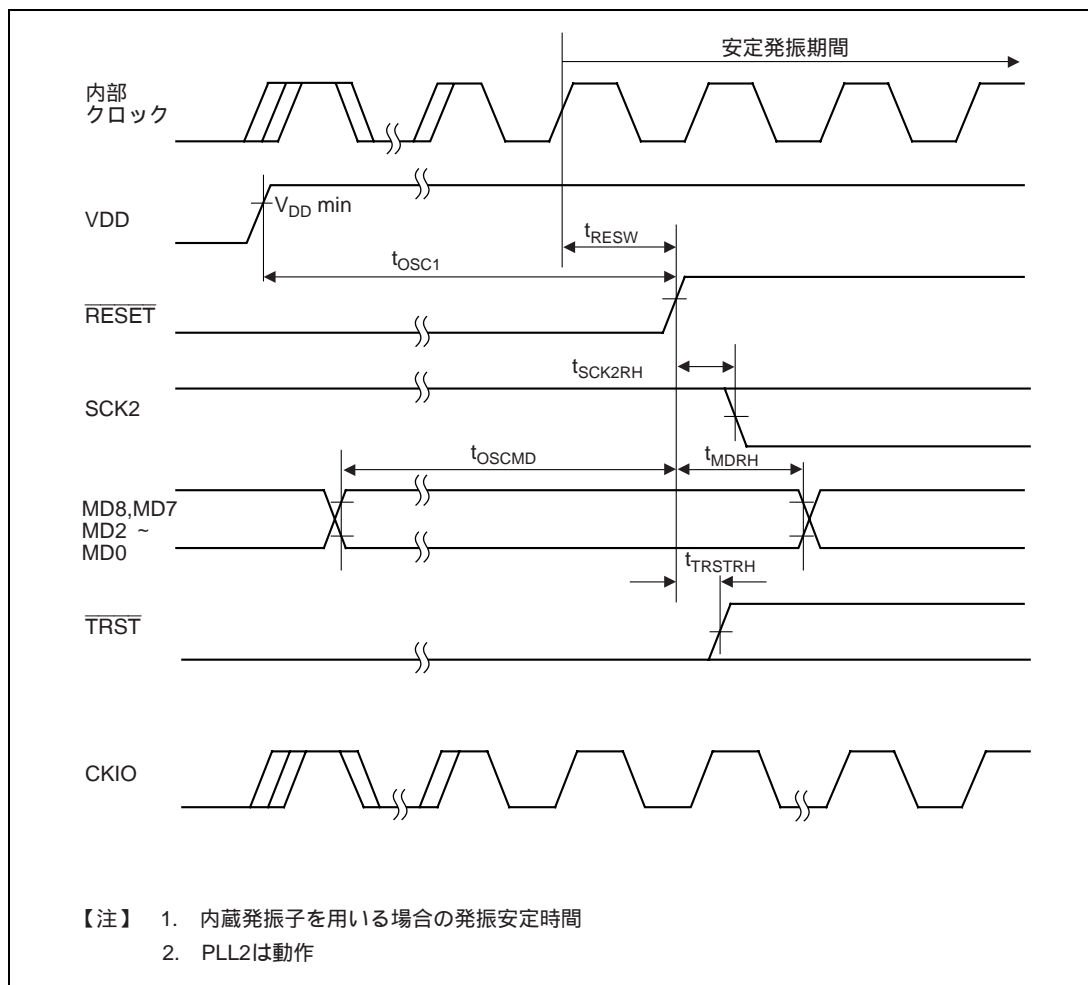 安定発振期間
内部
クロック
VDD
VDD min
tRESW
tOSC1
RESET
tSCK2RH
SCK2
tOSCMD
tMDRH
MD8,MD7
MD2 ~
MD0
tTRSTRH
TRST
CKIO
【注】 1. 内蔵発振子を用いる場合の発振安定時間
2. PLL2は動作